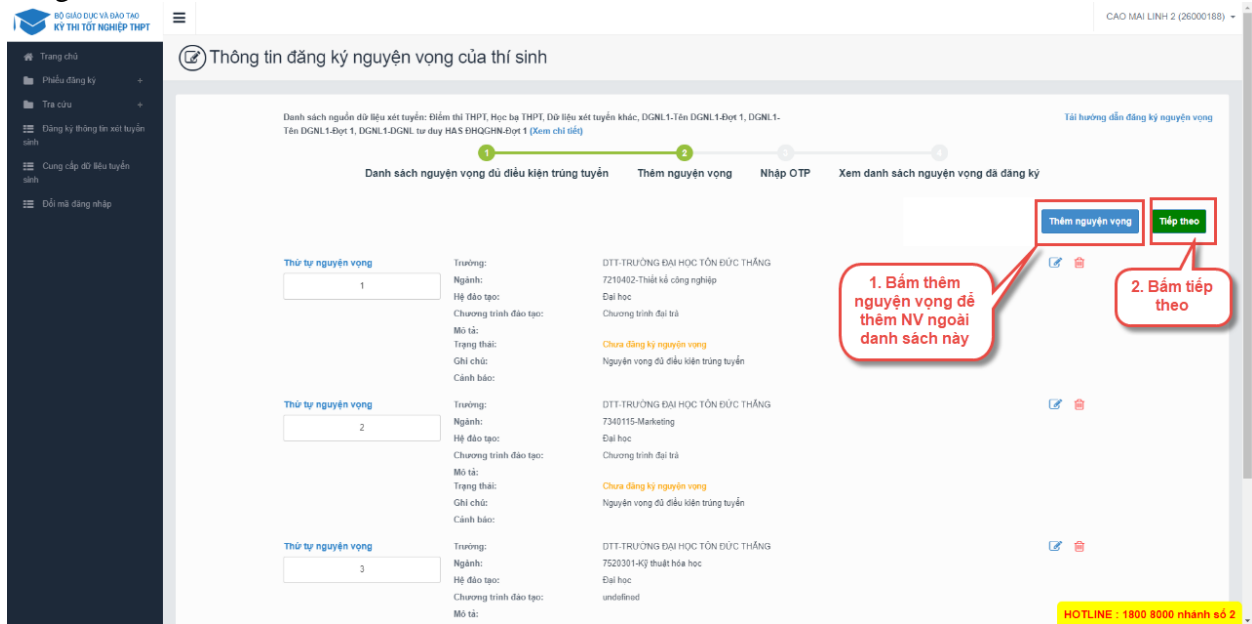 BỘ GIÁO DỤC VÀ ĐÀO TẠO
KỲ THI TỐT NGHIỆP THPT
CAO MAI LINH 2 (26000188)
Trang chủ
Phiếu đăng ký +
Tra cứu +
Đăng ký thông tin xét tuyển
sinh
Cung cấp dữ liệu tuyển
sinh
Đổi mã đăng nhập
Thông tin đăng ký nguyện vọng của thí sinh
Danh sách nguồn dữ liệu xét tuyển: Điểm thi THPT, Học bạ THPT, Dữ liệu xét tuyển khác, DGNL1-Tên DGNL1-Đợt 1, DGNL1-
Tên DGNL1-Đợt 1, DGNL1-DGNL tư duy HAS ĐHQGHN-Đợt 1 (Xem chi tiết)
Tải hướng dẫn đăng ký nguyện vọng
1 2 3 4
Danh sách nguyện vọng đủ điều kiện trúng tuyển Thêm nguyện vọng Nhập OTP Xem danh sách nguyện vọng đã đăng ký
Thêm nguyện vọng Tiếp theo
1. Bấm thêm
nguyện vọng để
thêm NV ngoài
danh sách này
2. Bấm tiếp
theo
Thứ tự nguyện vọng
1
Trường: DTT-TRƯỜNG ĐẠI HỌC TÔN ĐỨC THẮNG
Ngành: 7210402-Thiết kế công nghiệp
Hệ đào tạo: Đại học
Chương trình đào tạo: Chương trình đại trà
Mô tả:
Trạng thái: Chưa đăng ký nguyện vọng
Ghi chú: Nguyện vọng đủ điều kiện trúng tuyển
Cảnh báo:
Thứ tự nguyện vọng
2
Trường: DTT-TRƯỜNG ĐẠI HỌC TÔN ĐỨC THẮNG
Ngành: 7340115-Marketing
Hệ đào tạo: Đại học
Chương trình đào tạo: Chương trình đại trà
Mô tả:
Trạng thái: Chưa đăng ký nguyện vọng
Ghi chú: Nguyện vọng đủ điều kiện trúng tuyển
Cảnh báo:
Thứ tự nguyện vọng
3
Trường: DTT-TRƯỜNG ĐẠI HỌC TÔN ĐỨC THẮNG
Ngành: 7520301-Kỹ thuật hóa học
Hệ đào tạo: Đại học
Chương trình đào tạo: undefined
Mô tả:
HOTLINE : 1800 8000 nhánh số 2